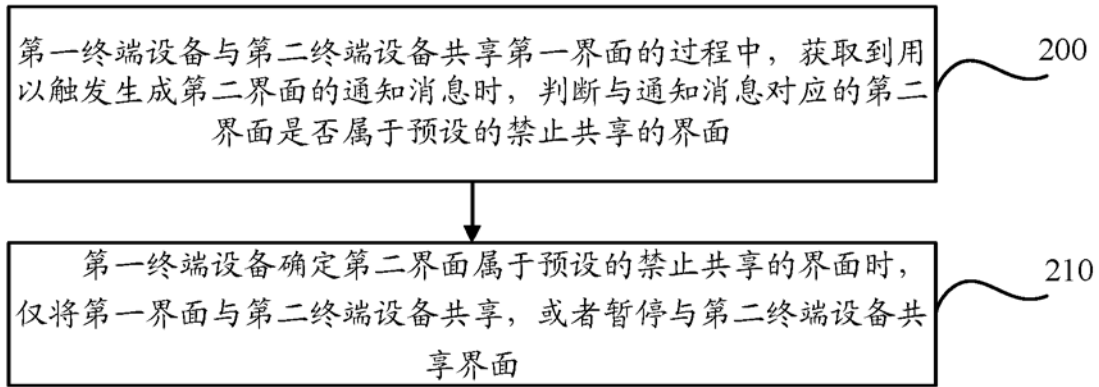 第一终端设备与第二终端设备共享第一界面的过程中，获取到用
以触发生成第二界面的通知消息时，判断与通知消息对应的第二
界面是否属于预设的禁止共享的界面
200
第一终端设备确定第二界面属于预设的禁止共享的界面时，
仅将第一界面与第二终端设备共享，或者暂停与第二终端设备共
享界面
210